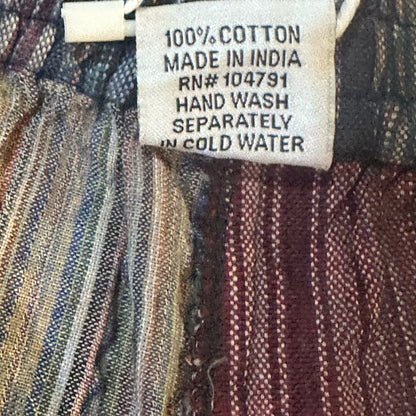 100% COTTON
MADE IN INDIA
RN# 104791
HAND WASH
SEPARATELY
IN COLD WATER